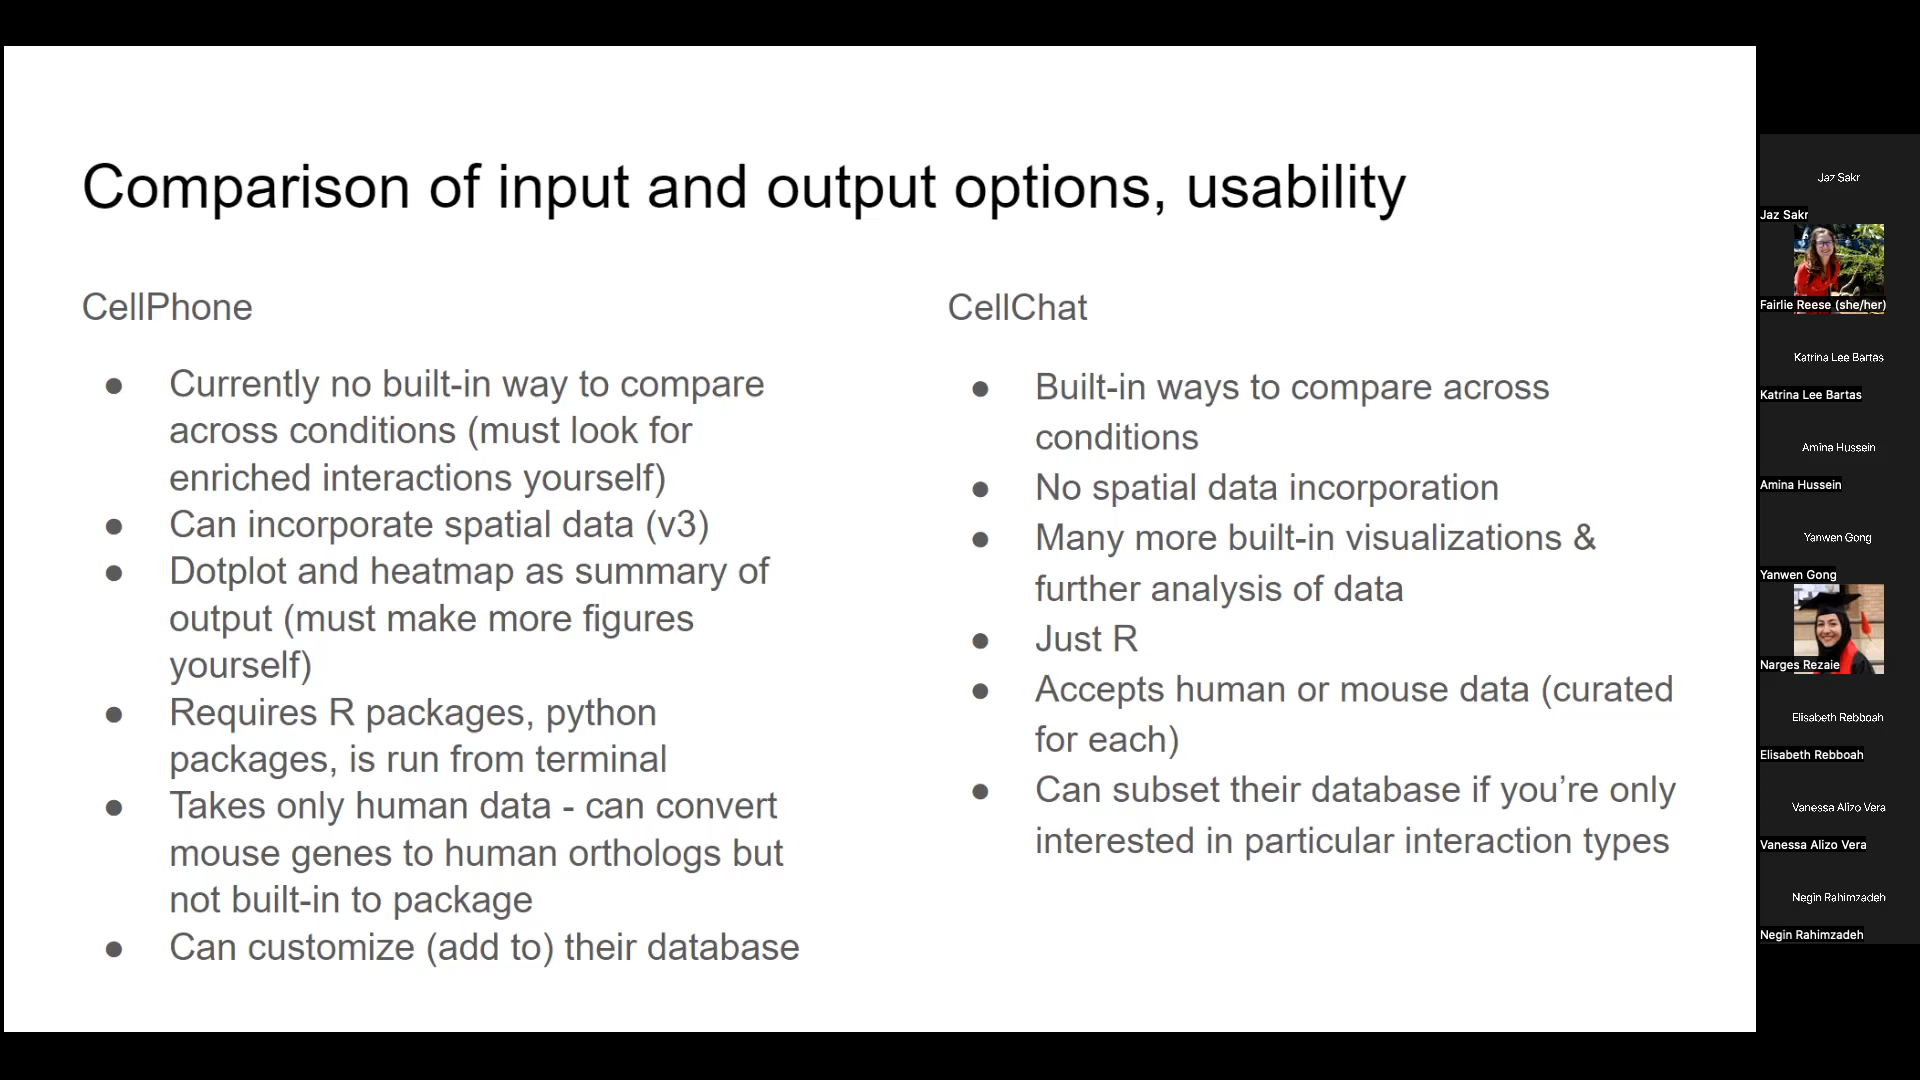 Comparison of input and output options, usability
CellPhone
● Currently no built-in way to compare
across conditions (must look for
enriched interactions yourself)
● Can incorporate spatial data (v3)
● Dotplot and heatmap as summary of
output (must make more figures
yourself)
● Requires R packages, python
packages, is run from terminal
● Takes only human data - can convert
mouse genes to human orthologs but
not built-in to package
● Can customize (add to) their database
CellChat
● Built-in ways to compare across
conditions
● No spatial data incorporation
● Many more built-in visualizations &
further analysis of data
● Just R
● Accepts human or mouse data (curated
for each)
● Can subset their database if you’re only
interested in particular interaction types
Jaz Sakr
Jaz Sakr
Fairlie Reese (she/her)
Katrina Lee Bartas
Katrina Lee Bartas
Amina Hussein
Amina Hussein
Yanwen Gong
Yanwen Gong
Narges Rezaie
Elisabeth Rebboah
Elisabeth Rebboah
Vanessa Alizo Vera
Vanessa Alizo Vera
Negin Rahimzadeh
Negin Rahimzadeh